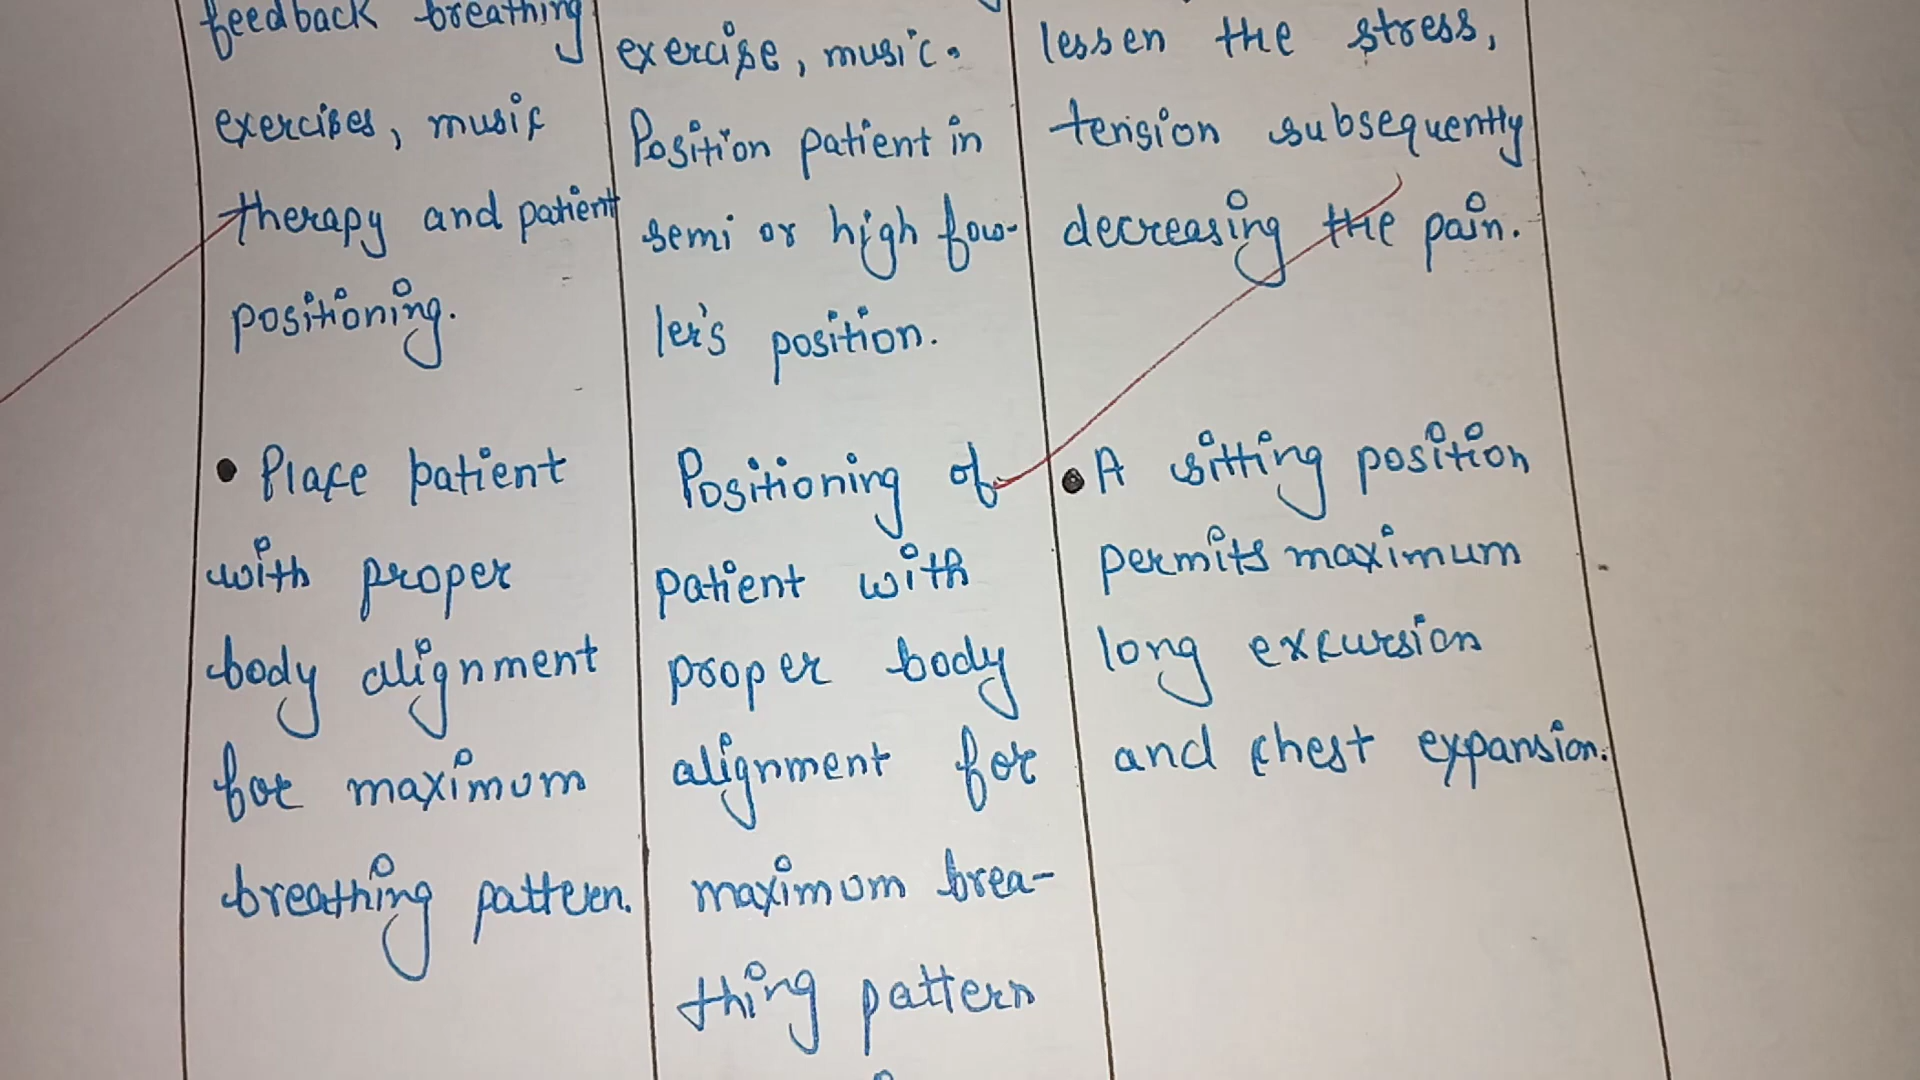 feedback breathing
exercises, music
therapy and patient
positioning.
• Place patient
with proper
body alignment
for maximum
breathing pattern.
exercise, music.
Position patient in
semi or high fow-
ler's position.
Positioning of
patient with
proper body
alignment for
maximum brea-
thing pattern
lessen the stress,
tension subsequently
decreasing the pain.
• A sitting position
permits maximum
long excursion
and chest expansion.